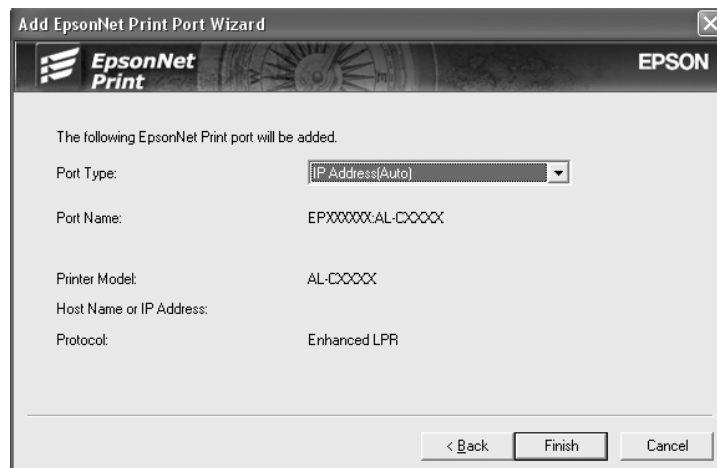 Add EpsonNet Print Port Wizard
EpsonNet
Print
EPSON
The following EpsonNet Print port will be added.
Port Type: IP Address(Auto)
Port Name: EPXXXXXX:AL-CXXXX
Printer Model: AL-CXXXX
Host Name or IP Address:
Protocol: Enhanced LPR
< Back Finish Cancel